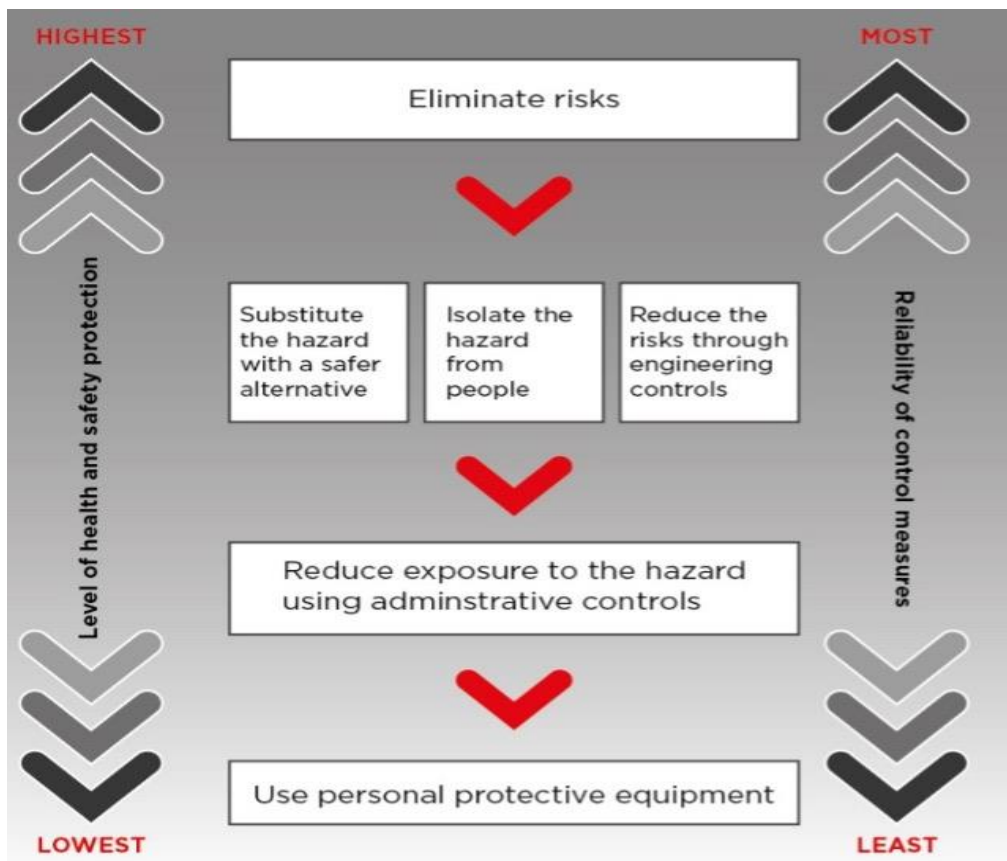 HIGHEST
MOST
Eliminate risks
Substitute
the hazard
with a safer
alternative
Isolate the
hazard
from
people
Reduce the
risks through
engineering
controls
Level of health and safety protection
Reliability of control measures
Reduce exposure to the hazard
using adminstrative controls
Use personal protective equipment
LOWEST
LEAST